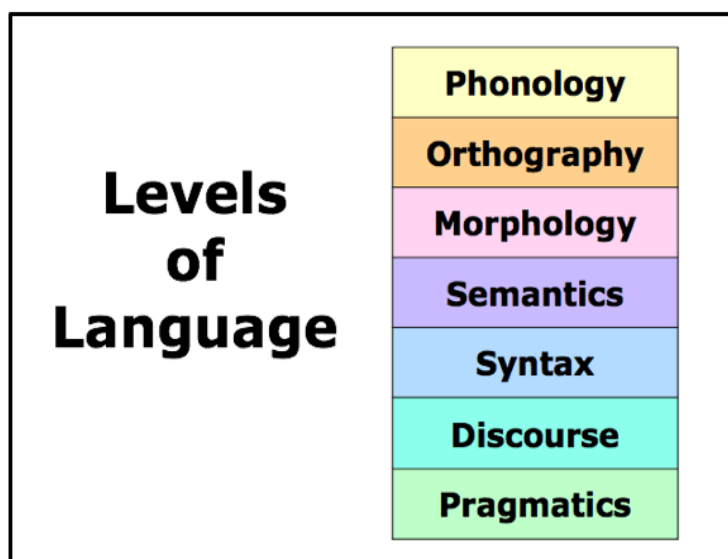 Levels
of
Language
Phonology
Orthography
Morphology
Semantics
Syntax
Discourse
Pragmatics